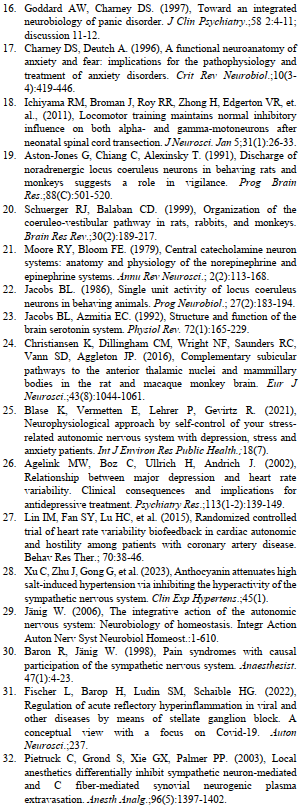 16. Goddard AW, Charney DS. (1997), Toward an integrated
neurobiology of panic disorder. J Clin Psychiatry.;58 2:4-11;
discussion 11-12.
17. Charney DS, Deutch A. (1996), A functional neuroanatomy of
anxiety and fear: implications for the pathophysiology and
treatment of anxiety disorders. Crit Rev Neurobiol.;10(3-
4):419-446.
18. Ichiyama RM, Broman J, Roy RR, Zhong H, Edgerton VR, et.
al., (2011), Locomotor training maintains normal inhibitory
influence on both alpha- and gamma-motoneurons after
neonatal spinal cord transection. J Neurosci. Jan 5;31(1):26-33.
19. Aston-Jones G, Chiang C, Alexinsky T. (1991), Discharge of
noradrenergic locus coeruleus neurons in behaving rats and
monkeys suggests a role in vigilance. Prog Brain
Res.;88(C):501-520.
20. Schuerger RJ, Balaban CD. (1999), Organization of the
coeruleo-vestibular pathway in rats, rabbits, and monkeys.
Brain Res Rev.;30(2):189-217.
21. Moore RY, Bloom FE. (1979), Central catecholamine neuron
systems: anatomy and physiology of the norepinephrine and
epinephrine systems. Annu Rev Neurosci.; 2(2):113-168.
22. Jacobs BL. (1986), Single unit activity of locus coeruleus
neurons in behaving animals. Prog Neurobiol.; 27(2):183-194.
23. Jacobs BL, Azmitia EC. (1992), Structure and function of the
brain serotonin system. Physiol Rev. 72(1):165-229.
24. Christiansen K, Dillingham CM, Wright NF, Saunders RC,
Vann SD, Aggleton JP. (2016), Complementary subicular
pathways to the anterior thalamic nuclei and mammillary
bodies in the rat and macaque monkey brain. Eur J
Neurosci.;43(8):1044-1061.
25. Blase K, Vermetten E, Lehrer P, Gevirtz R. (2021),
Neurophysiological approach by self-control of your stress-
related autonomic nervous system with depression, stress and
anxiety patients. Int J Environ Res Public Health.;18(7).
26. Agelink MW, Boz C, Ullrich H, Andrich J. (2002),
Relationship between major depression and heart rate
variability. Clinical consequences and implications for
antidepressive treatment. Psychiatry Res.;113(1-2):139-149.
27. Lin IM, Fan SY, Lu HC, et al. (2015), Randomized controlled
trial of heart rate variability biofeedback in cardiac autonomic
and hostility among patients with coronary artery disease.
Behav Res Ther.; 70:38-46.
28. Xu C, Zhu J, Gong G, et al. (2023), Anthocyanin attenuates high
salt-induced hypertension via inhibiting the hyperactivity of the
sympathetic nervous system. Clin Exp Hypertens.;45(1).
29. Jänig W. (2006), The integrative action of the autonomic
nervous system: Neurobiology of homeostasis. Integr Action
Auton Nerv Syst Neurobiol Homeost.:1-610.
30. Baron R, Jänig W. (1998), Pain syndromes with causal
participation of the sympathetic nervous system. Anaesthesist.
47(1):4-23.
31. Fischer L, Barop H, Ludin SM, Schaible HG. (2022),
Regulation of acute reflectory hyperinflammation in viral and
other diseases by means of stellate ganglion block. A
conceptual view with a focus on Covid-19. Auton
Neurosci.;237.
32. Pietruck C, Grond S, Xie GX, Palmer PP. (2003), Local
anesthetics differentially inhibit sympathetic neuron-mediated
and C fiber-mediated synovial neurogenic plasma
extravasation. Anesth Analg.;96(5):1397-1402.